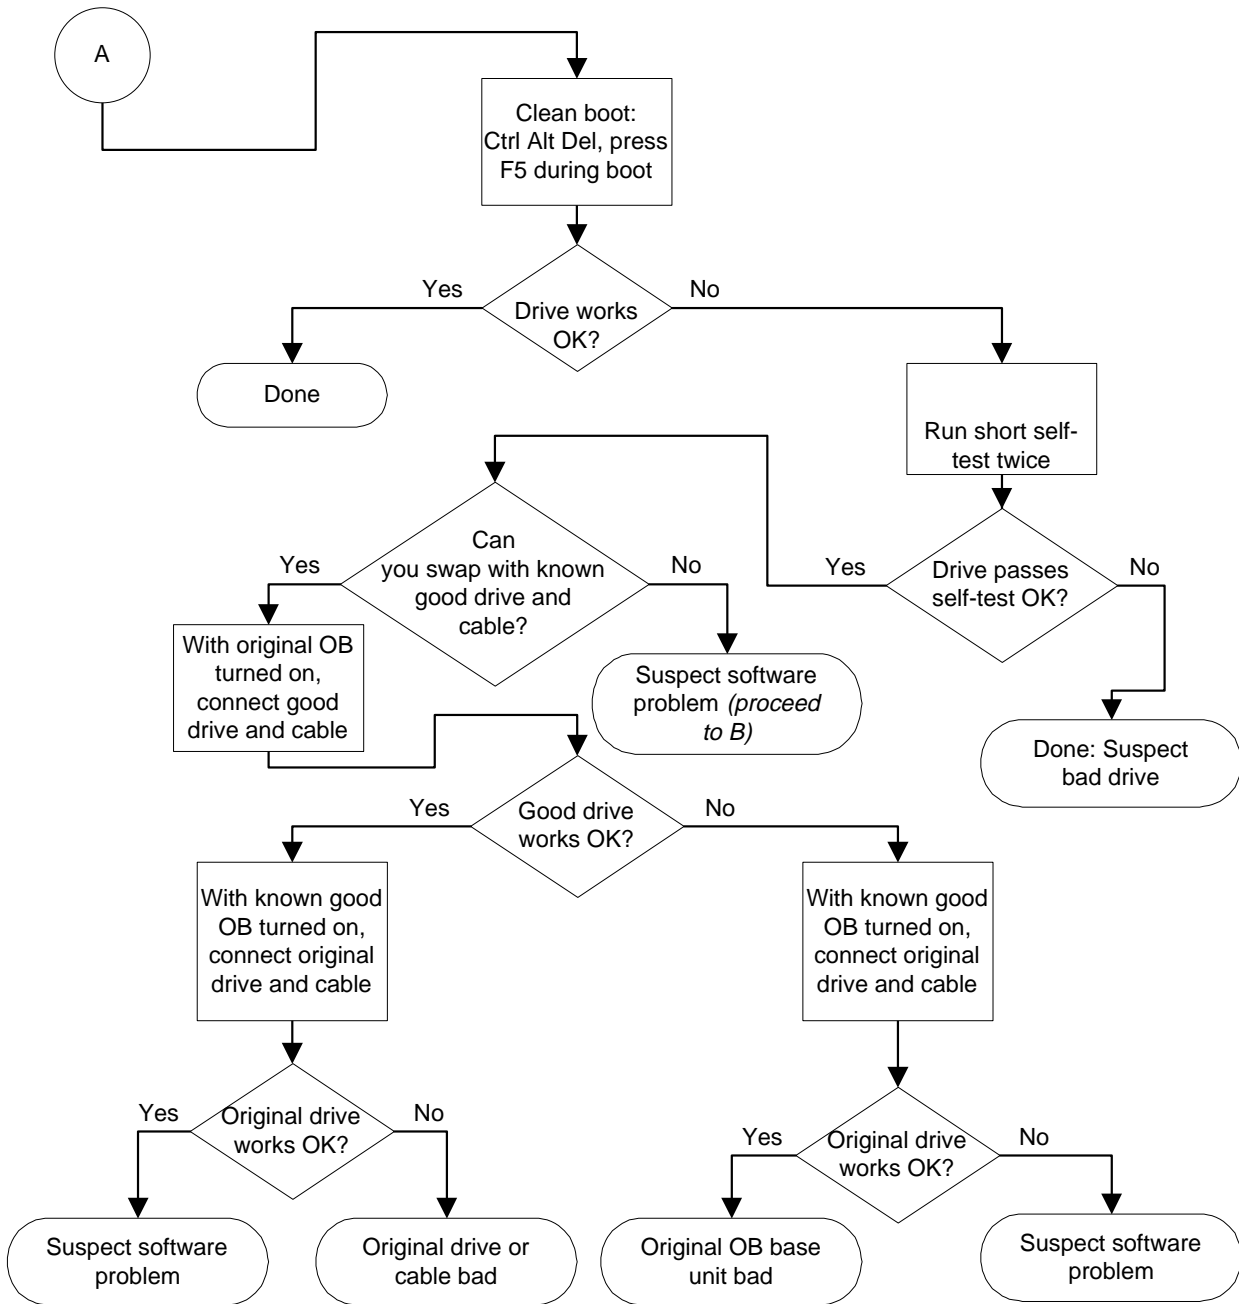 A
Clean boot:
Ctrl Alt Del, press
F5 during boot
Yes
No
Drive works
OK?
Done
Run short self-
test twice
Can
you swap with known
good drive and
cable?
Yes
No
Yes
Drive passes
self-test OK?
No
With original OB
turned on,
connect good
drive and cable
Suspect software
problem (proceed
to B)
Done: Suspect
bad drive
Yes
Good drive
works OK?
No
With known good
OB turned on,
connect original
drive and cable
With known good
OB turned on,
connect original
drive and cable
Yes
Original drive
works OK?
No
Yes
Original drive
works OK?
No
Suspect software
problem
Original drive or
cable bad
Original OB base
unit bad
Suspect software
problem